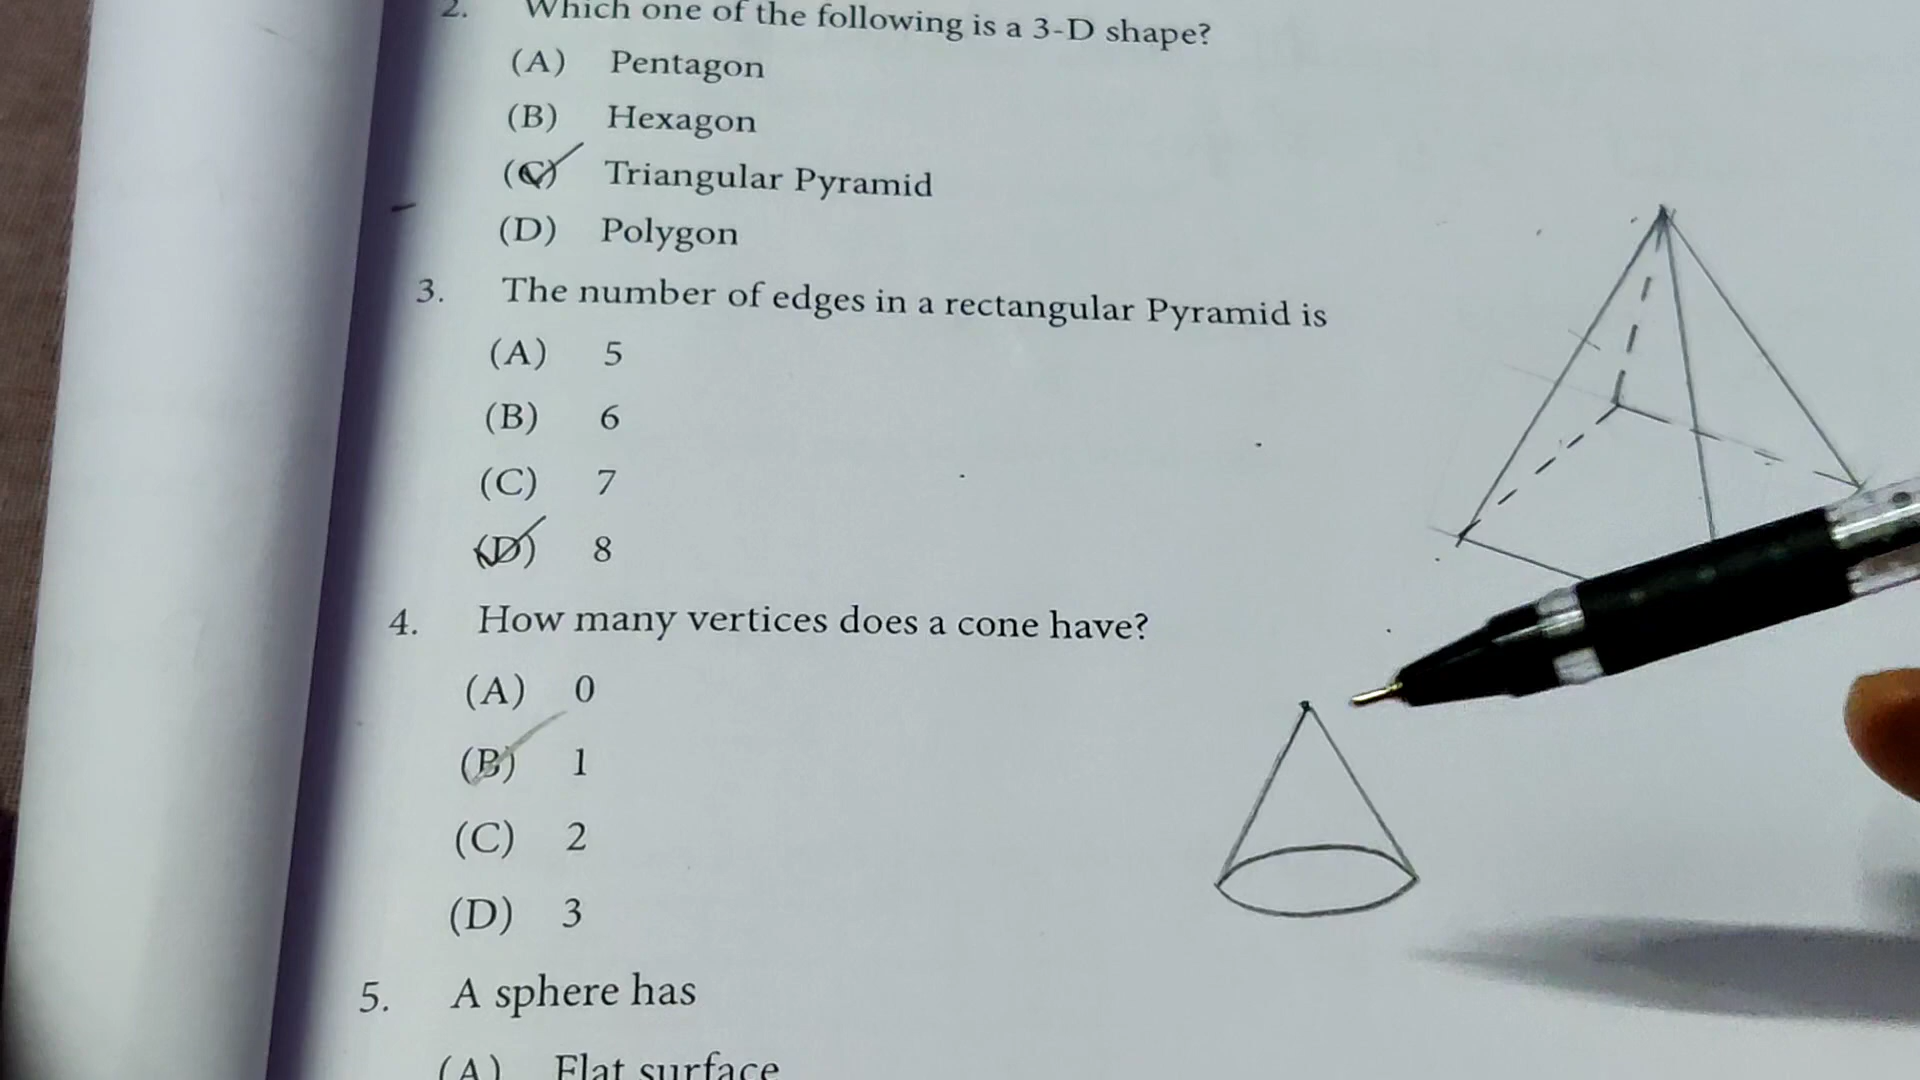 2. Which one of the following is a 3-D shape?
(A) Pentagon
(B) Hexagon
(C) Triangular Pyramid
(D) Polygon
3. The number of edges in a rectangular Pyramid is
(A) 5
(B) 6
(C) 7
(D) 8
4. How many vertices does a cone have?
(A) 0
(B) 1
(C) 2
(D) 3
5. A sphere has
(A) Flat surface